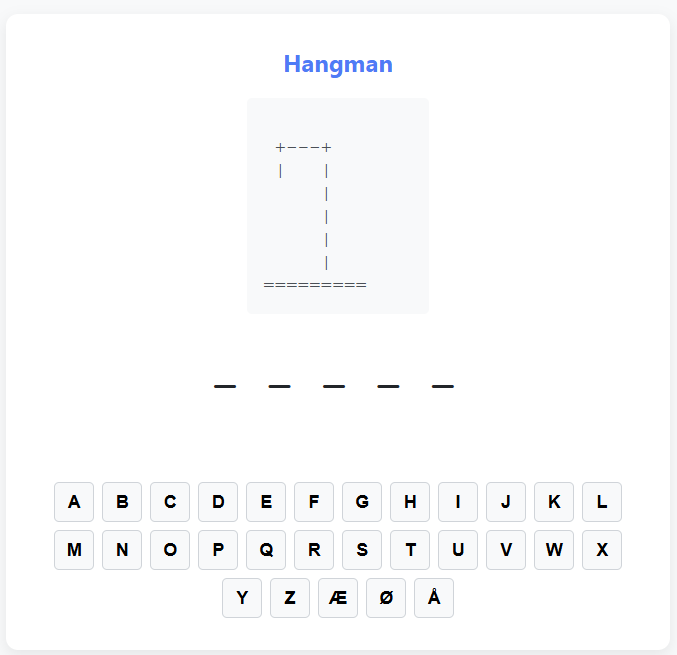 Hangman
+---+
|   |
    |
    |
    |
    |
=========
_ _ _ _ _
A B C D E F G H I J K L
M N O P Q R S T U V W X
Y Z Æ Ø Å